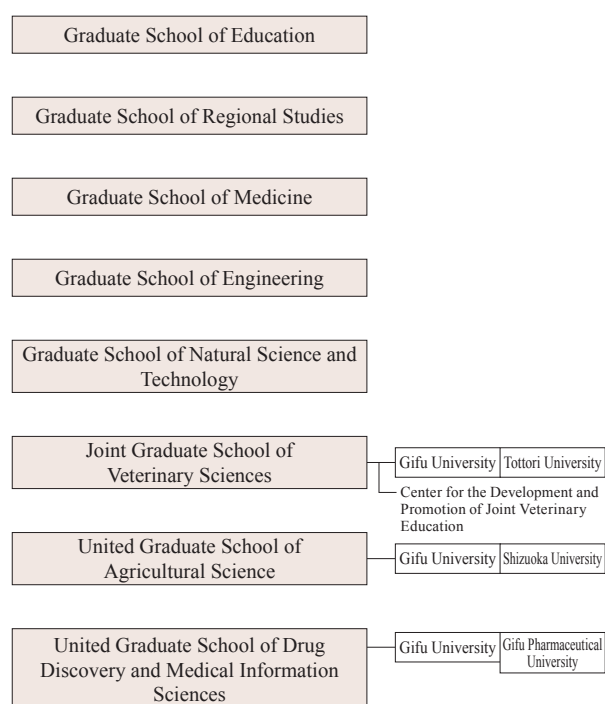 Graduate School of Education
Graduate School of Regional Studies
Graduate School of Medicine
Graduate School of Engineering
Graduate School of Natural Science and
Technology
Joint Graduate School of
Veterinary Sciences
Gifu University
Tottori University
Center for the Development and
Promotion of Joint Veterinary
Education
United Graduate School of
Agricultural Science
Gifu University
Shizuoka University
United Graduate School of Drug
Discovery and Medical Information
Sciences
Gifu University
Gifu Pharmaceutical
University